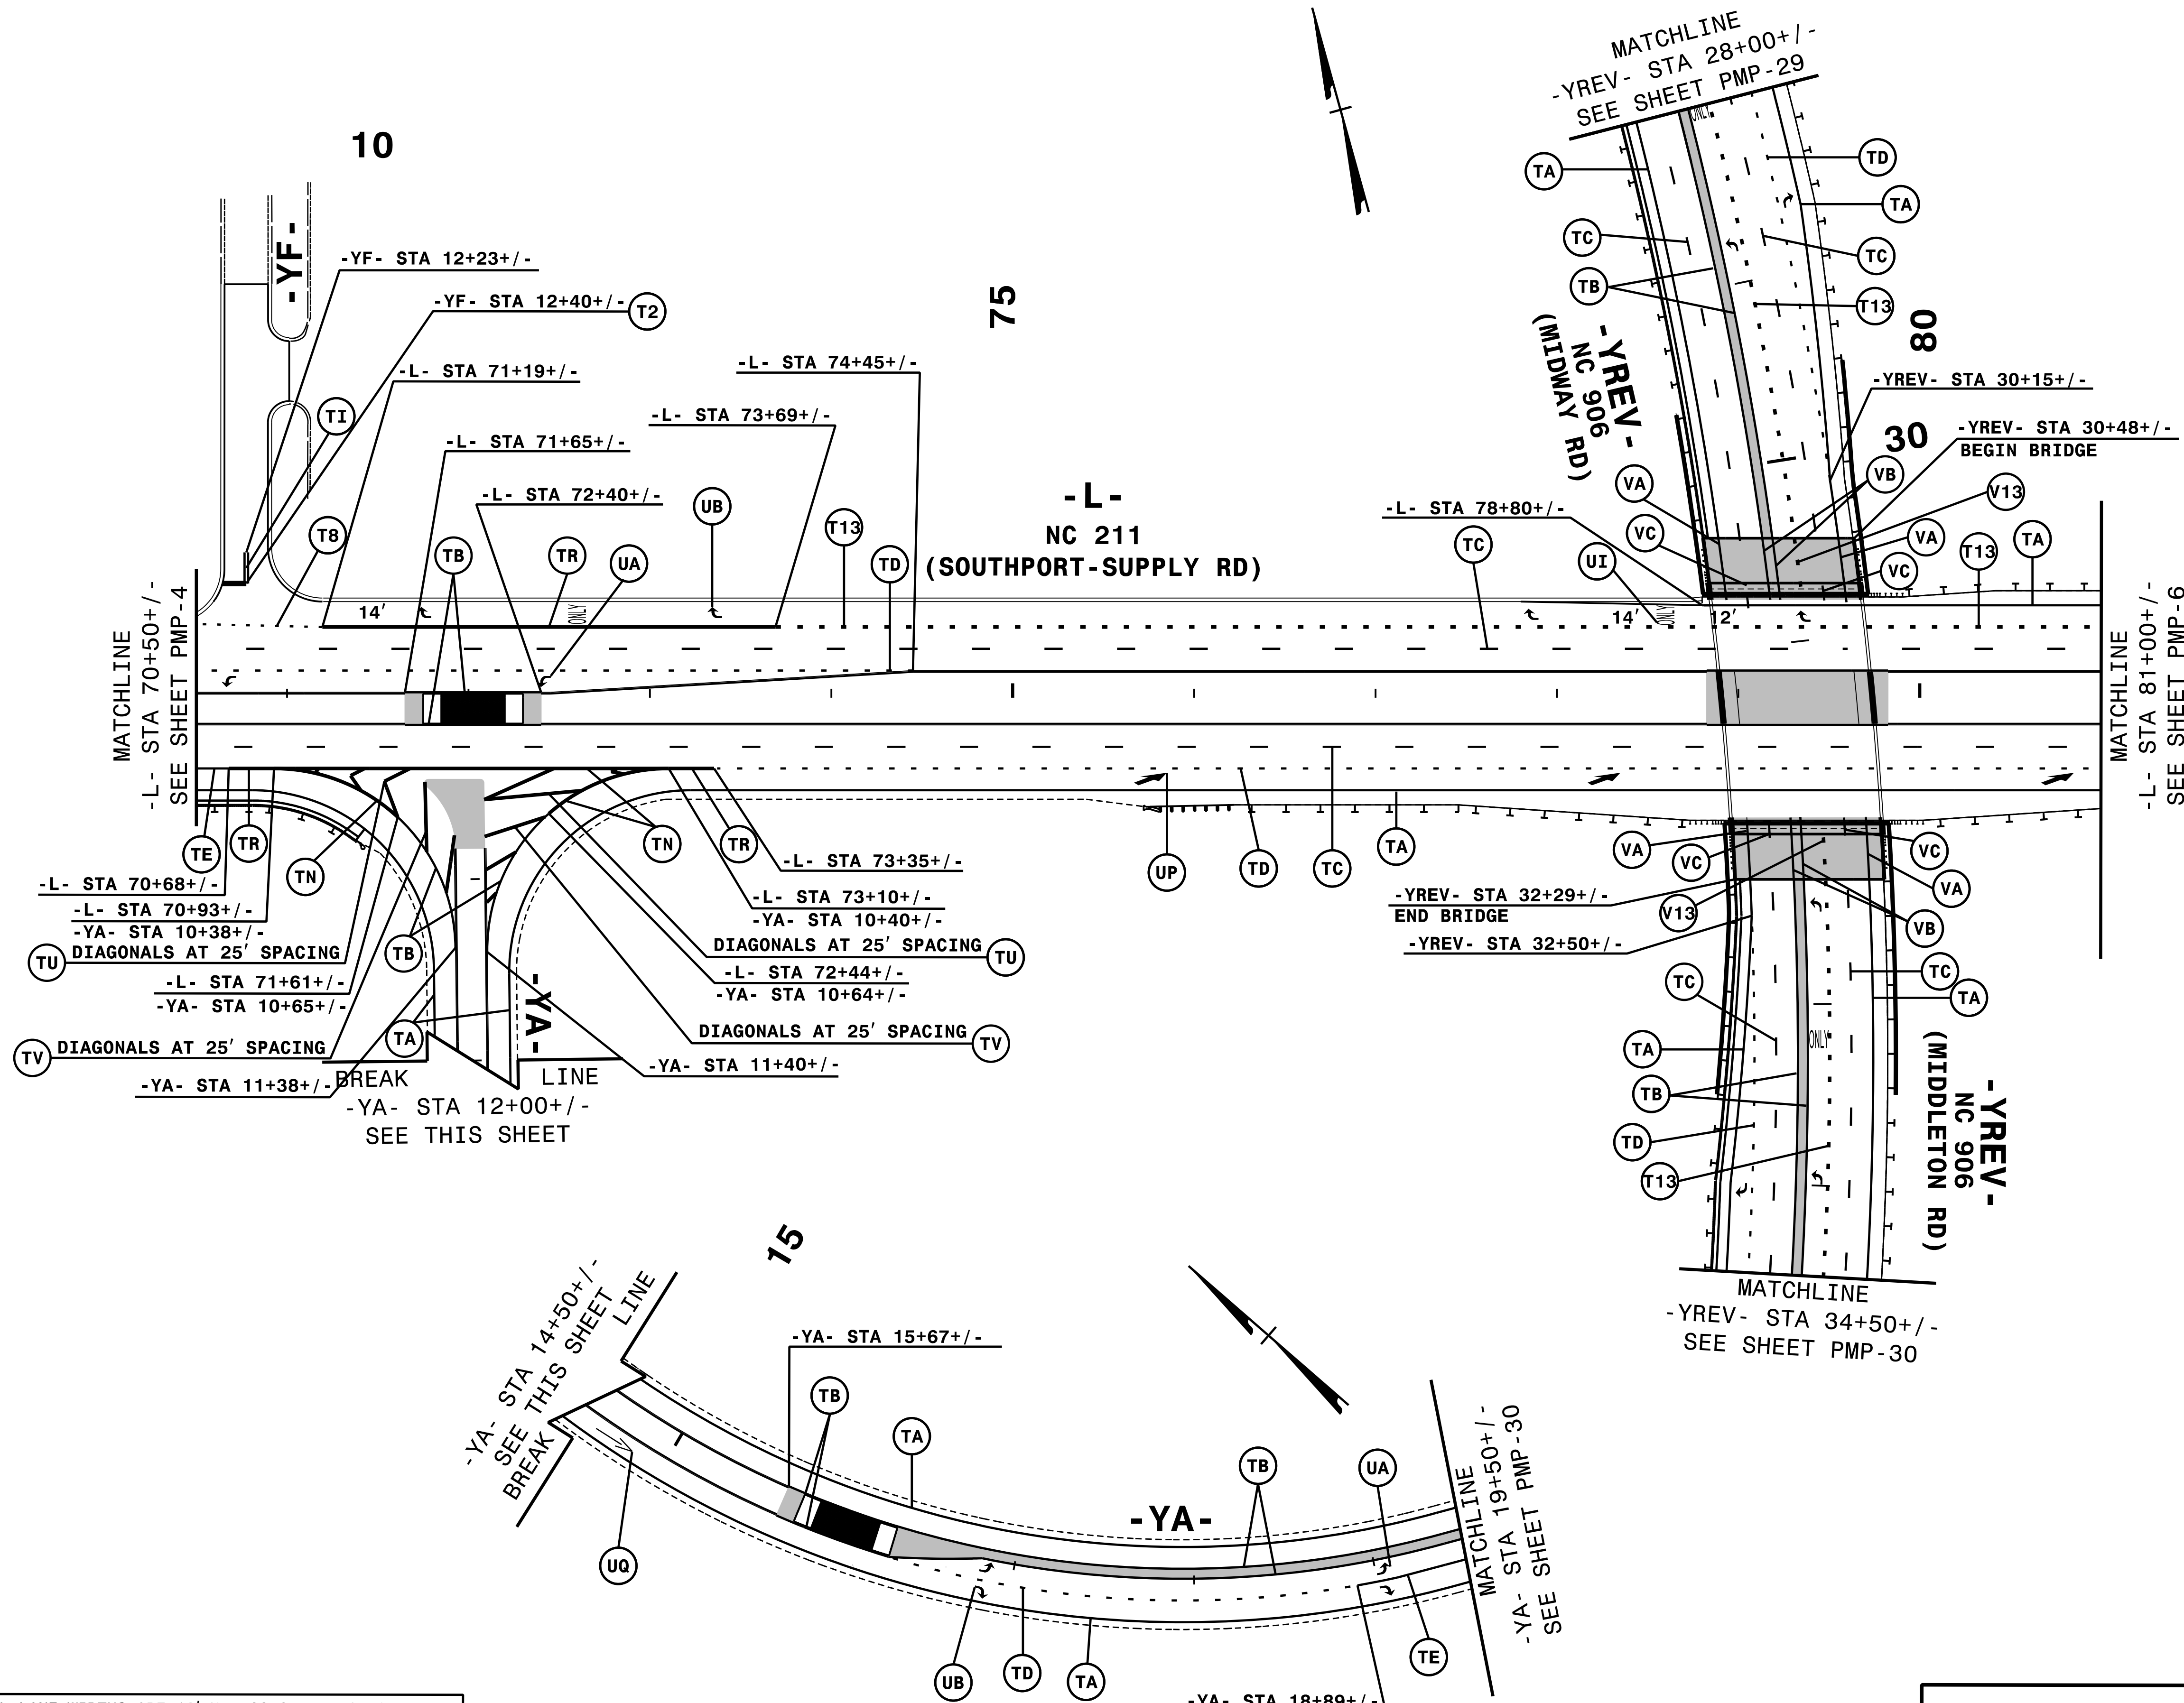 MATCHLINE
-YREV- STA 28+00+/-
SEE SHEET PMP-29
10
-YF-
-YF- STA 12+23+/-
-YF- STA 12+40+/-
T2
-L- STA 71+19+/-
TI
T8
-L- STA 71+65+/-
-L- STA 72+40+/-
-L- STA 73+69+/-
-L- STA 74+45+/-
TB
TR
UA
UB
T13
TD
75
-L-
NC 211
(SOUTHPORT-SUPPLY RD)
-L- STA 78+80+/-
TC
UI
ONLY
TA
TC
TB
TD
TA
TC
T13
80
-YREV-
NC 906
(MIDWAY RD)
-YREV- STA 30+15+/-
30
-YREV- STA 30+48+/-
BEGIN BRIDGE
VA
VC
VB
V13
VA
VC
T13
TA
MATCHLINE
-L- STA 70+50+/-
SEE SHEET PMP-4
14'
ONLY
14'
ONLY
12'
MATCHLINE
-L- STA 81+00+/-
SEE SHEET PMP-6
TE
TR
TN
-L- STA 70+68+/-
-L- STA 70+93+/-
-YA- STA 10+38+/-
TU
DIAGONALS AT 25' SPACING
-L- STA 71+61+/-
-YA- STA 10+65+/-
TV
DIAGONALS AT 25' SPACING
-YA- STA 11+38+/-
TB
TA
-YA-
BREAK LINE
-YA- STA 12+00+/-
SEE THIS SHEET
TN
TR
-L- STA 73+35+/-
-L- STA 73+10+/-
-YA- STA 10+40+/-
DIAGONALS AT 25' SPACING
TU
-L- STA 72+44+/-
-YA- STA 10+64+/-
DIAGONALS AT 25' SPACING
TV
-YA- STA 11+40+/-
UP
TD
TC
TA
VA
VC
-YREV- STA 32+29+/-
END BRIDGE
V13
-YREV- STA 32+50+/-
VC
VA
VB
TC
TC
TA
TA
TB
TD
T13
ONLY
-YREV-
NC 906
(MIDDLETON RD)
MATCHLINE
-YREV- STA 34+50+/-
SEE SHEET PMP-30
15
-YA- STA 14+50+/-
SEE THIS SHEET
BREAK LINE
-YA- STA 15+67+/-
TB
TA
UQ
-YA-
TB
UA
MATCHLINE
-YA- STA 19+50+/-
SEE SHEET PMP-30
UB
TD
TA
TE
-YA- STA 18+89+/-